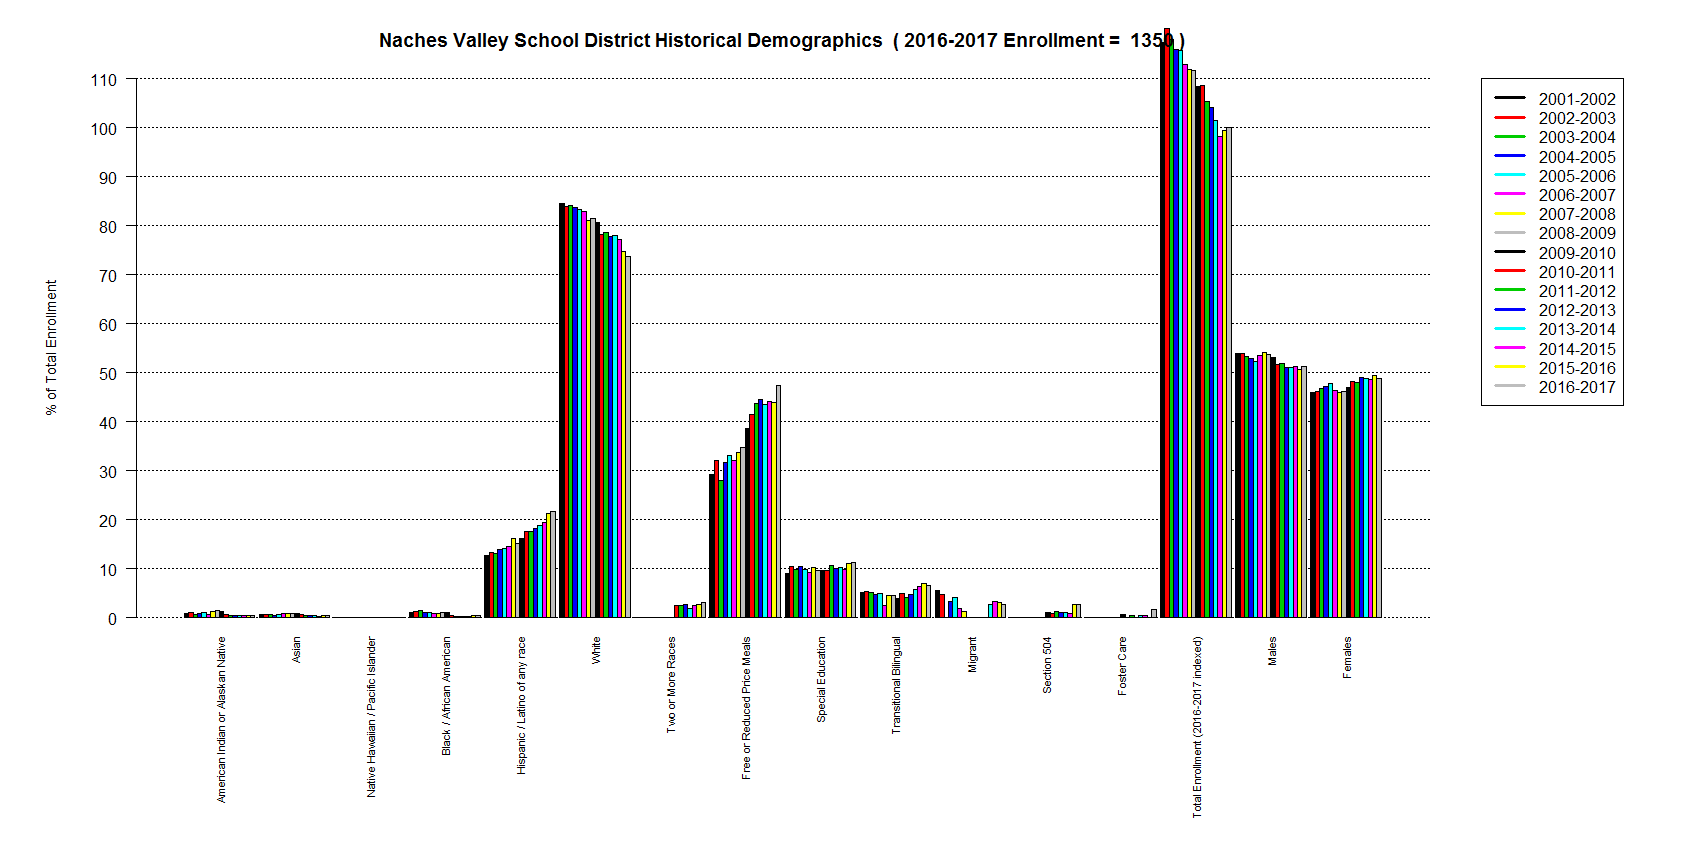 Naches Valley School District Historical Demographics ( 2016-2017 Enrollment = 1350 )
% of Total Enrollment
110
100
90
80
70
60
50
40
30
20
10
0
American Indian or Alaskan Native
Asian
Native Hawaiian / Pacific Islander
Black / African American
Hispanic / Latino of any race
White
Two or More Races
Free or Reduced Price Meals
Special Education
Transitional Bilingual
Migrant
Section 504
Foster Care
Total Enrollment (2016-2017 indexed)
Males
Females
2001-2002
2002-2003
2003-2004
2004-2005
2005-2006
2006-2007
2007-2008
2008-2009
2009-2010
2010-2011
2011-2012
2012-2013
2013-2014
2014-2015
2015-2016
2016-2017